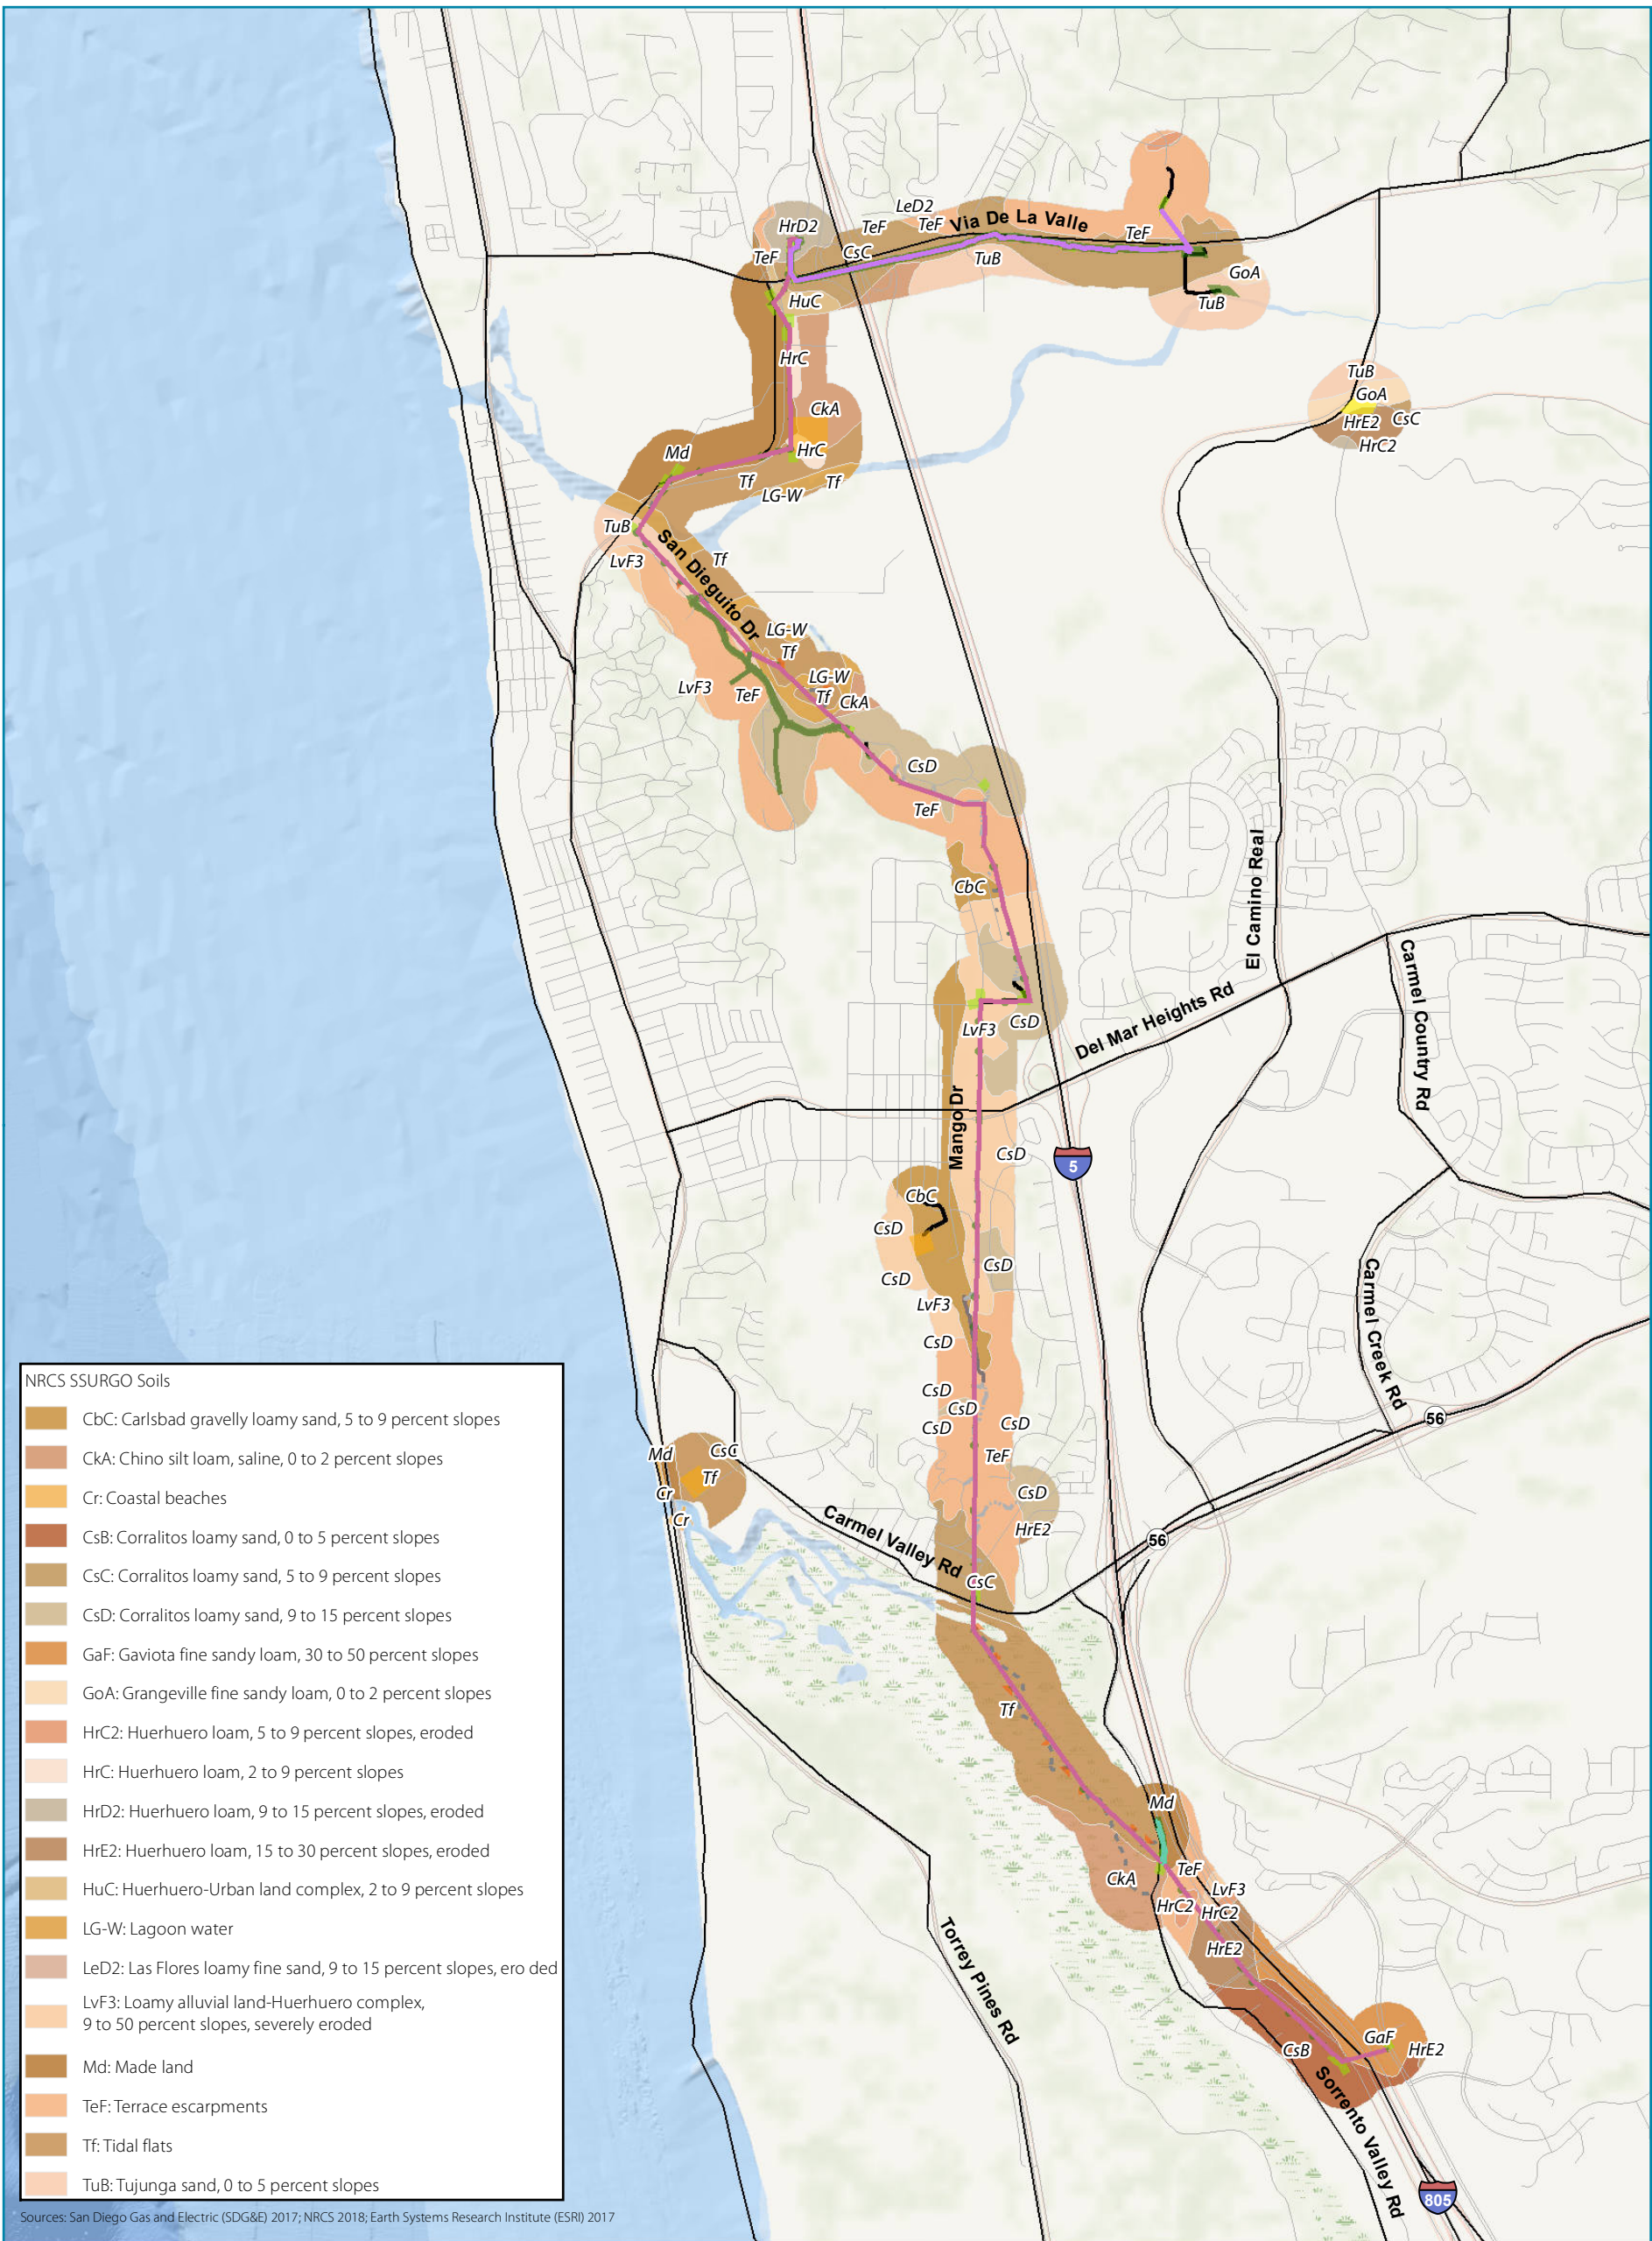 HrD2
LeD2
TeF
TeF
Via De La Valle
TeF
TeF
CsC
TuB
GoA
TuB
HuC
HrC
CkA
HrC
TuB
GoA
HrE2
CsC
HrC2
Md
Tf
LG-W
Tf
TuB
San Dieguito Dr
LvF3
Tf
LG-W
Tf
LG-W
Tf
CkA
LvF3
TeF
CsD
TeF
CbC
El Camino Real
LvF3
CsD
Del Mar Heights Rd
Carmel Country Rd
Mango Dr
CsD
5
CbC
CsD
CsD
CsD
LvF3
CsD
Carmel Creek Rd
CsD
CsD
CsD
CsD
TeF
56
CsD
HrE2
56
Md
CsC
Tf
Cr
Cr
Carmel Valley Rd
CsC
Tf
Md
CkA
TeF
LvF3
HrC2
HrC2
HrE2
Torrey Pines Rd
CsB
GaF
HrE2
Sorrento Valley Rd
805
NRCS SSURGO Soils
CbC: Carlsbad gravelly loamy sand, 5 to 9 percent slopes
CkA: Chino silt loam, saline, 0 to 2 percent slopes
Cr: Coastal beaches
CsB: Corralitos loamy sand, 0 to 5 percent slopes
CsC: Corralitos loamy sand, 5 to 9 percent slopes
CsD: Corralitos loamy sand, 9 to 15 percent slopes
GaF: Gaviota fine sandy loam, 30 to 50 percent slopes
GoA: Grangeville fine sandy loam, 0 to 2 percent slopes
HrC2: Huerhuero loam, 5 to 9 percent slopes, eroded
HrC: Huerhuero loam, 2 to 9 percent slopes
HrD2: Huerhuero loam, 9 to 15 percent slopes, eroded
HrE2: Huerhuero loam, 15 to 30 percent slopes, eroded
HuC: Huerhuero-Urban land complex, 2 to 9 percent slopes
LG-W: Lagoon water
LeD2: Las Flores loamy fine sand, 9 to 15 percent slopes, ero ded
LvF3: Loamy alluvial land-Huerhuero complex,
9 to 50 percent slopes, severely eroded
Md: Made land
TeF: Terrace escarpments
Tf: Tidal flats
TuB: Tujunga sand, 0 to 5 percent slopes
Sources: San Diego Gas and Electric (SDG&E) 2017; NRCS 2018; Earth Systems Research Institute (ESRI) 2017